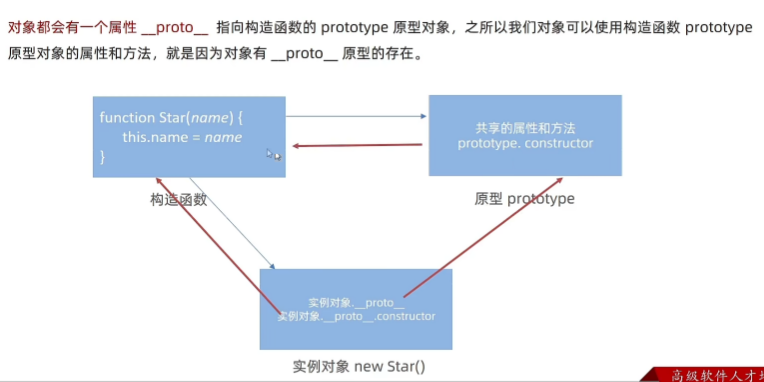 对象都会有一个属性 __proto__ 指向构造函数的 prototype 原型对象，之所以我们对象可以使用构造函数 prototype
原型对象的属性和方法，就是因为对象有 __proto__ 原型的存在。
function Star(name) {
this.name = name
}
共享的属性和方法
prototype. constructor
构造函数
原型 prototype
实例对象.__proto__
实例对象.__proto__.constructor
实例对象 new Star()
高级软件人才